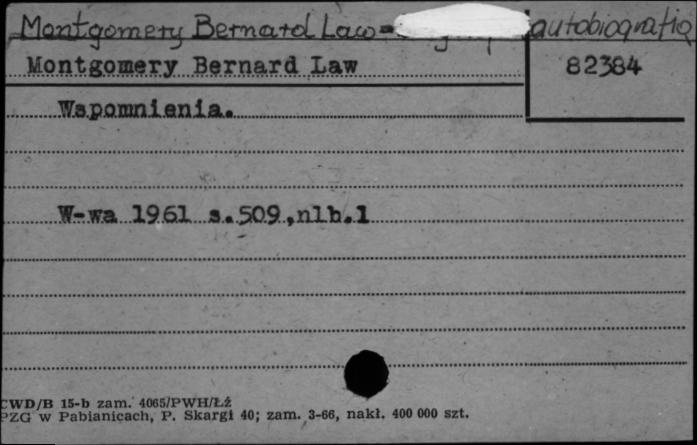 Montgomery Bernard Law - autobiografia
Montgomery Bernard Law 82384
Wspomnienia.
W-wa 1961 s.509,nlb.1
CWD/B 15-b zam. 4065/PWH/Łź
PZG w Pabianicach, P. Skargi 40; zam. 3-66, nakł. 400 000 szt.